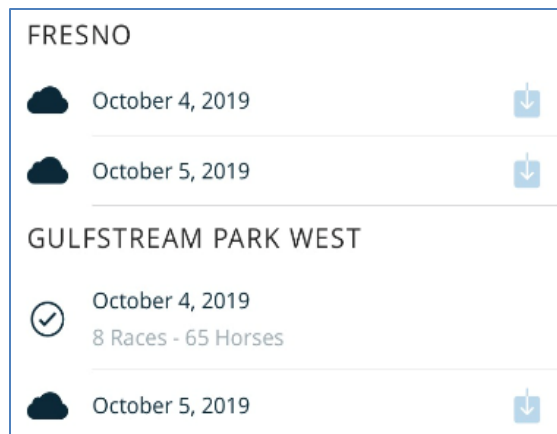 FRESNO
October 4, 2019
October 5, 2019
GULFSTREAM PARK WEST
October 4, 2019
8 Races - 65 Horses
October 5, 2019